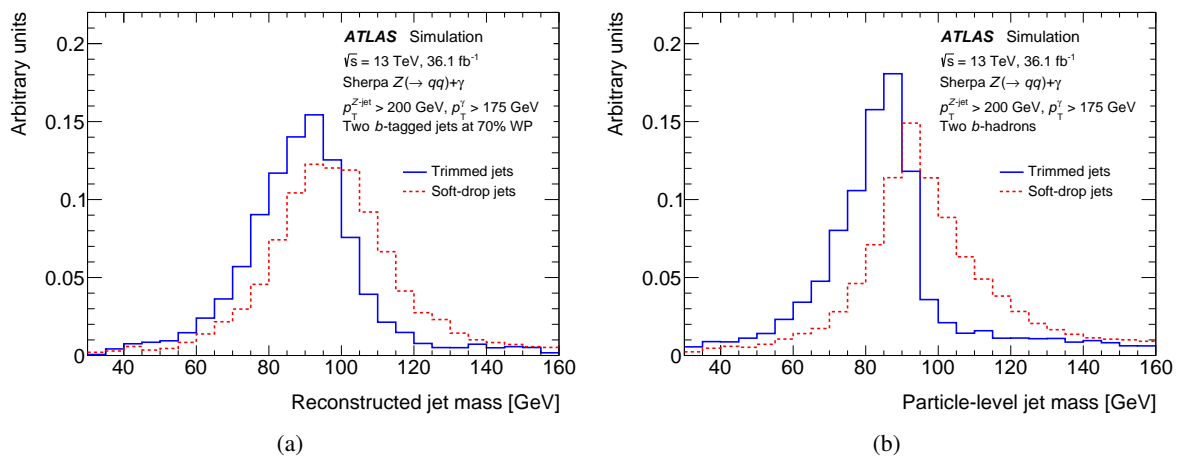 Arbitrary units
0.2
0.15
0.1
0.05
0
ATLAS Simulation
√s = 13 TeV, 36.1 fb⁻¹
Sherpa Z(→ qq)+γ
p_T^{Z-jet} > 200 GeV, p_T^γ > 175 GeV
Two b-tagged jets at 70% WP
Trimmed jets
Soft-drop jets
40 60 80 100 120 140 160
Reconstructed jet mass [GeV]
(a)
Arbitrary units
0.2
0.15
0.1
0.05
0
ATLAS Simulation
√s = 13 TeV, 36.1 fb⁻¹
Sherpa Z(→ qq)+γ
p_T^{Z-jet} > 200 GeV, p_T^γ > 175 GeV
Two b-hadrons
Trimmed jets
Soft-drop jets
40 60 80 100 120 140 160
Particle-level jet mass [GeV]
(b)